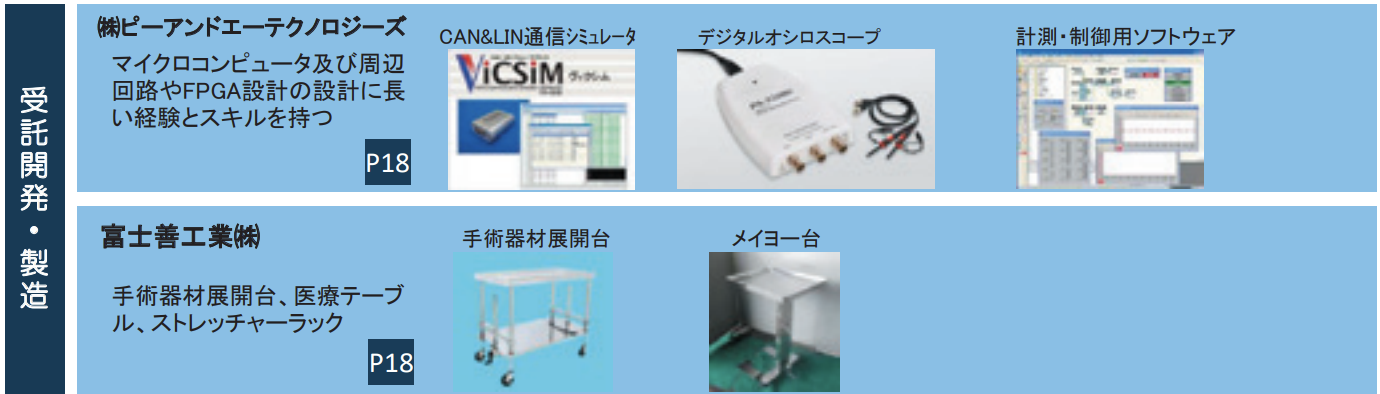 受託開発・製造
㈱ピーアンドエーテクノロジーズ
マイクロコンピュータ及び周辺
回路やFPGA設計の設計に長
い経験とスキルを持つ
P18
CAN&LIN通信シミュレータ
ViCSiM ヴィクシム
デジタルオシロスコープ
計測・制御用ソフトウェア
富士善工業㈱
手術器材展開台、医療テーブ
ル、ストレッチャーラック
P18
手術器材展開台
メイヨー台